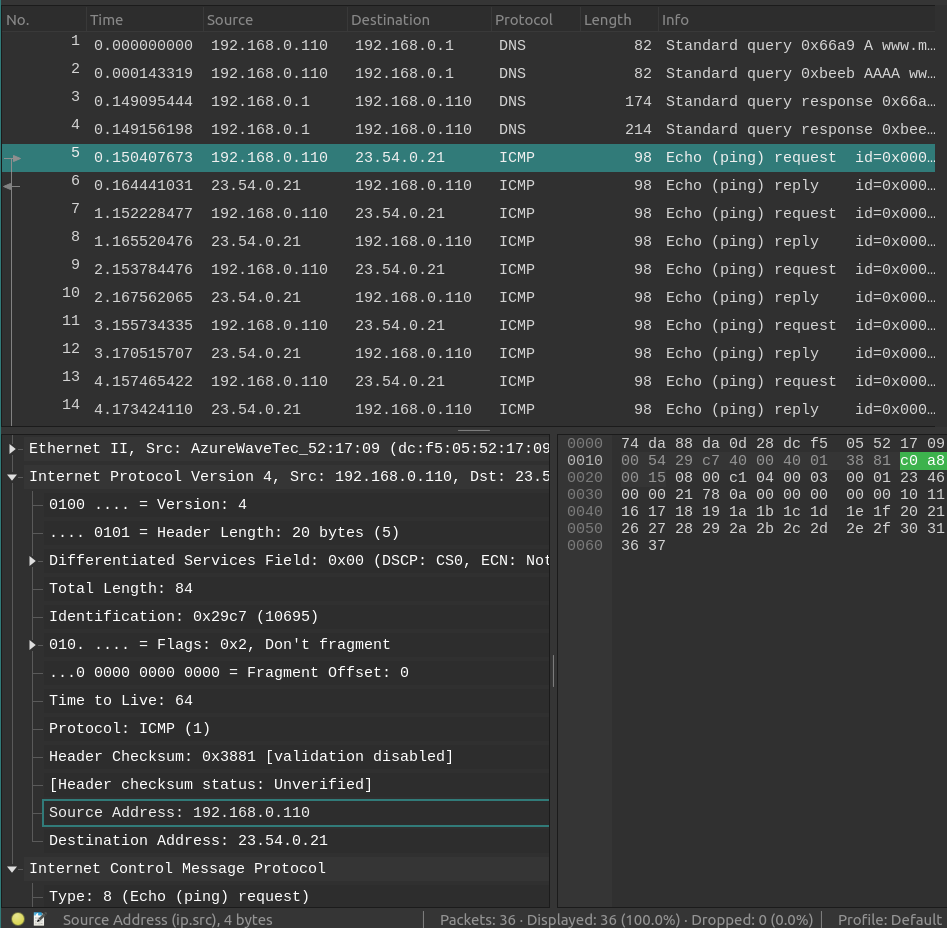 No. Time Source Destination Protocol Length Info
1 0.000000000 192.168.0.110 192.168.0.1 DNS 82 Standard query 0x66a9 A www.m…
2 0.000143319 192.168.0.110 192.168.0.1 DNS 82 Standard query 0xbeeb AAAA ww…
3 0.149095444 192.168.0.1 192.168.0.110 DNS 174 Standard query response 0x66a…
4 0.149156198 192.168.0.1 192.168.0.110 DNS 214 Standard query response 0xbee…
5 0.150407673 192.168.0.110 23.54.0.21 ICMP 98 Echo (ping) request id=0x000…
6 0.164441031 23.54.0.21 192.168.0.110 ICMP 98 Echo (ping) reply id=0x000…
7 1.152228477 192.168.0.110 23.54.0.21 ICMP 98 Echo (ping) request id=0x000…
8 1.165520476 23.54.0.21 192.168.0.110 ICMP 98 Echo (ping) reply id=0x000…
9 2.153784476 192.168.0.110 23.54.0.21 ICMP 98 Echo (ping) request id=0x000…
10 2.167562065 23.54.0.21 192.168.0.110 ICMP 98 Echo (ping) reply id=0x000…
11 3.155734335 192.168.0.110 23.54.0.21 ICMP 98 Echo (ping) request id=0x000…
12 3.170515707 23.54.0.21 192.168.0.110 ICMP 98 Echo (ping) reply id=0x000…
13 4.157465422 192.168.0.110 23.54.0.21 ICMP 98 Echo (ping) request id=0x000…
14 4.173424110 23.54.0.21 192.168.0.110 ICMP 98 Echo (ping) reply id=0x000…
Ethernet II, Src: AzureWaveTec_52:17:09 (dc:f5:05:52:17:09
Internet Protocol Version 4, Src: 192.168.0.110, Dst: 23.5
0100 .... = Version: 4
.... 0101 = Header Length: 20 bytes (5)
Differentiated Services Field: 0x00 (DSCP: CS0, ECN: Not
Total Length: 84
Identification: 0x29c7 (10695)
010. .... = Flags: 0x2, Don't fragment
...0 0000 0000 0000 = Fragment Offset: 0
Time to Live: 64
Protocol: ICMP (1)
Header Checksum: 0x3881 [validation disabled]
[Header checksum status: Unverified]
Source Address: 192.168.0.110
Destination Address: 23.54.0.21
Internet Control Message Protocol
Type: 8 (Echo (ping) request)
0000 74 da 88 da 0d 28 dc f5 05 52 17 09
0010 00 54 29 c7 40 00 40 01 38 81 c0 a8
0020 00 15 08 00 c1 04 00 03 00 01 23 46
0030 00 00 21 78 0a 00 00 00 00 00 10 11
0040 16 17 18 19 1a 1b 1c 1d 1e 1f 20 21
0050 26 27 28 29 2a 2b 2c 2d 2e 2f 30 31
0060 36 37
Source Address (ip.src), 4 bytes Packets: 36 · Displayed: 36 (100.0%) · Dropped: 0 (0.0%) Profile: Default